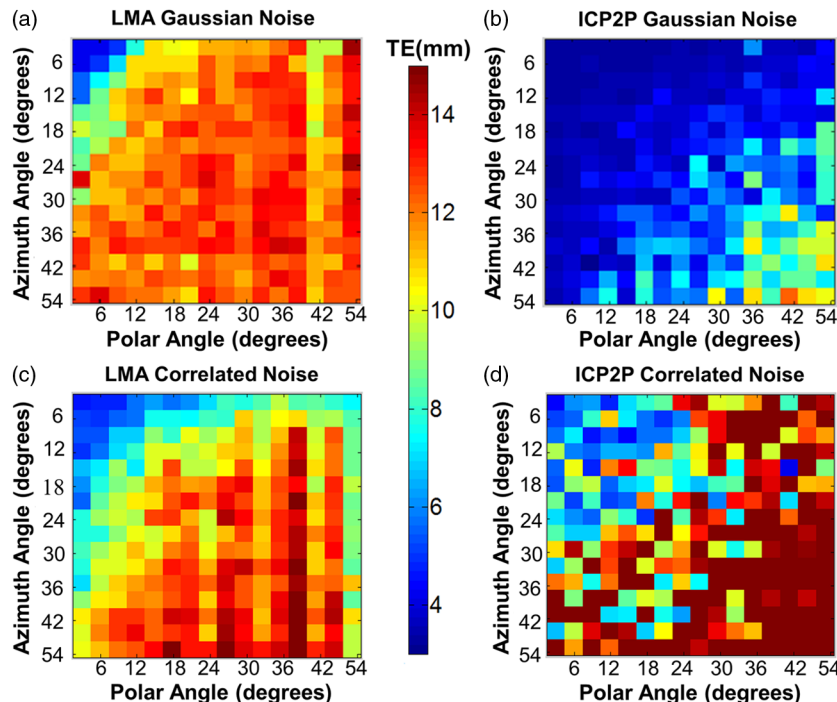 (a) LMA Gaussian Noise
Azimuth Angle (degrees)
6
12
18
24
30
36
42
54
6 12 18 24 30 36 42 54
Polar Angle (degrees)
TE(mm)
14
12
10
8
6
4
(b) ICP2P Gaussian Noise
Azimuth Angle (degrees)
6
12
18
24
30
36
42
54
6 12 18 24 30 36 42 54
Polar Angle (degrees)
(c) LMA Correlated Noise
Azimuth Angle (degrees)
6
12
18
24
30
36
42
54
6 12 18 24 30 36 42 54
Polar Angle (degrees)
(d) ICP2P Correlated Noise
Azimuth Angle (degrees)
6
12
18
24
30
36
42
54
6 12 18 24 30 36 42 54
Polar Angle (degrees)